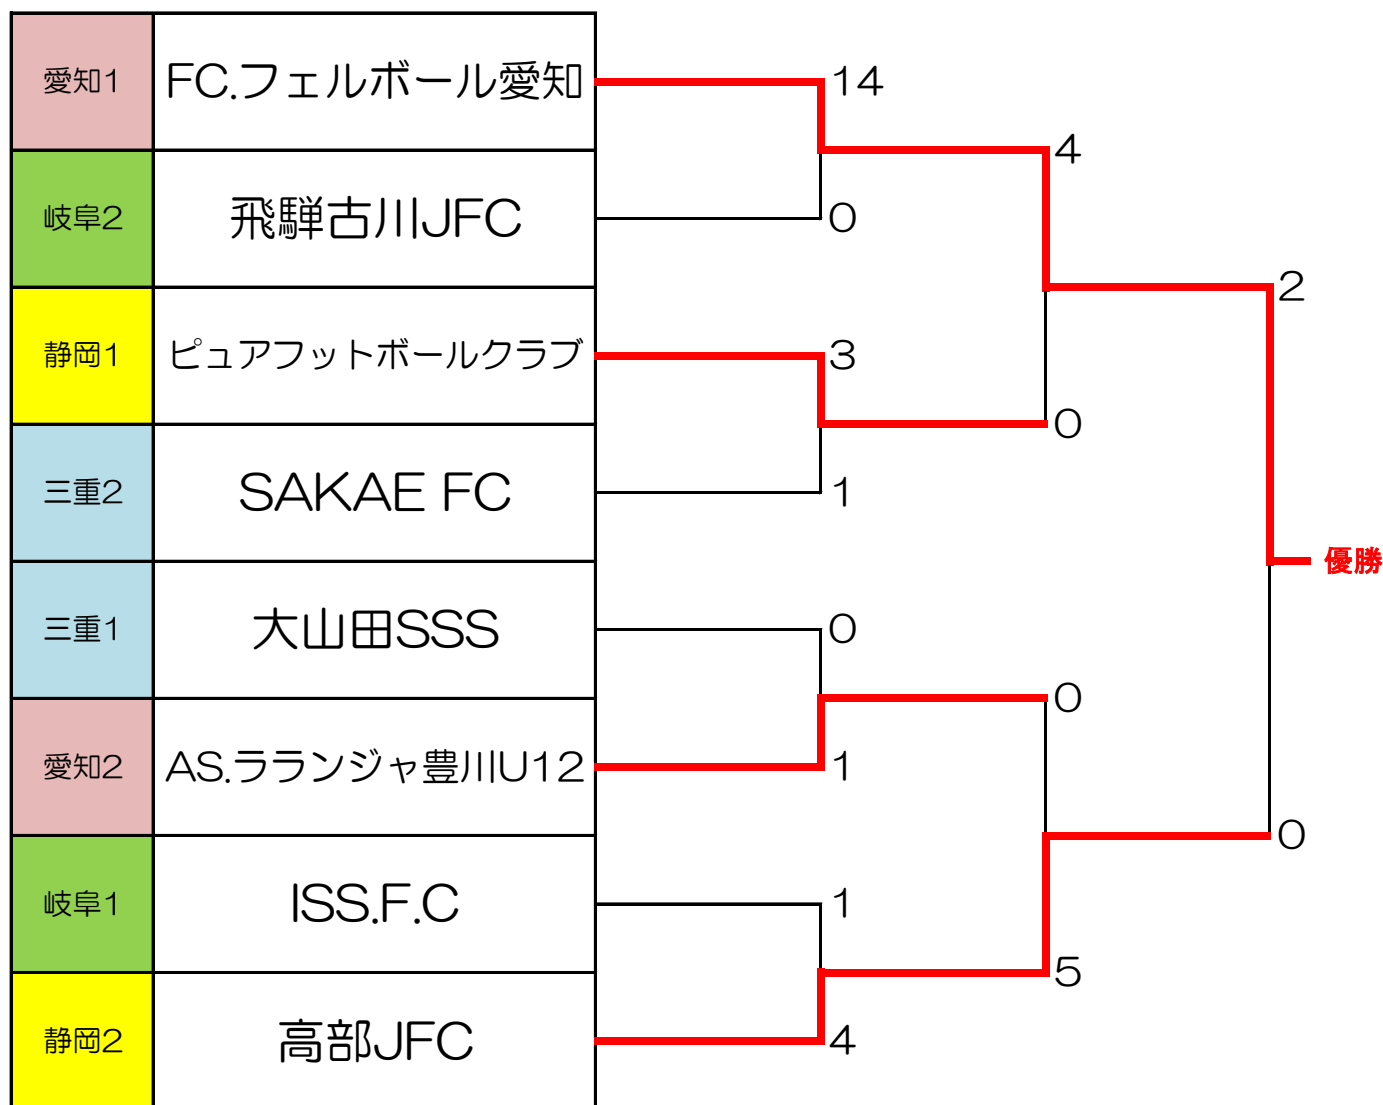 愛知1 FC.フェルボール愛知 14
4
岐阜2 飛騨古川JFC 0
2
静岡1 ピュアフットボールクラブ 3
0
三重2 SAKAE FC 1
優勝
三重1 大山田SSS 0
0
愛知2 AS.ラランジャ豊川U12 1
0
岐阜1 ISS.F.C 1
5
静岡2 高部JFC 4